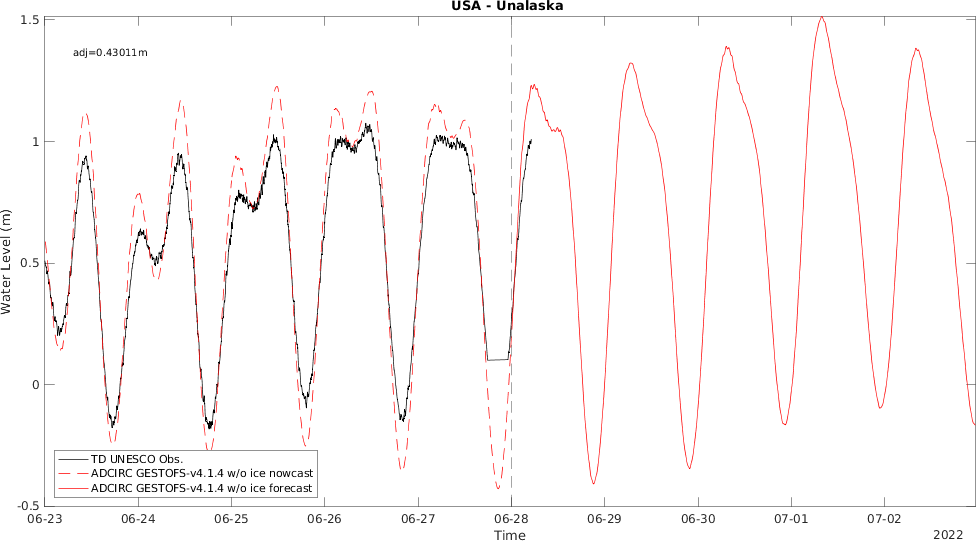 USA - Unalaska
1.5
adj=0.43011m
1
0.5
0
-0.5
Water Level (m)
TD UNESCO Obs.
ADCIRC GESTOFS-v4.1.4 w/o ice nowcast
ADCIRC GESTOFS-v4.1.4 w/o ice forecast
06-23 06-24 06-25 06-26 06-27 06-28 06-29 06-30 07-01 07-02
Time
2022